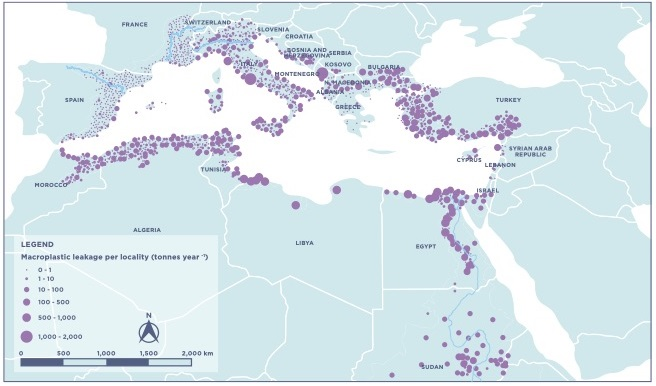 FRANCE
SWITZERLAND
SLOVENIA
CROATIA
BOSNIA AND
HERZEGOVINA
SERBIA
ITALY
KOSOVO
MONTENEGRO
BULGARIA
N. MACEDONIA
ALBANIA
SPAIN
GREECE
TURKEY
SYRIAN ARAB
REPUBLIC
CYPRUS
LEBANON
TUNISIA
MOROCCO
ISRAEL
ALGERIA
LIBYA
EGYPT
SUDAN
LEGEND
Macroplastic leakage per locality (tonnes year ⁻¹)
0 - 1
1 - 10
10 - 100
100 - 500
500 - 1,000
1,000 - 2,000
N
0 500 1,000 1,500 2,000 km